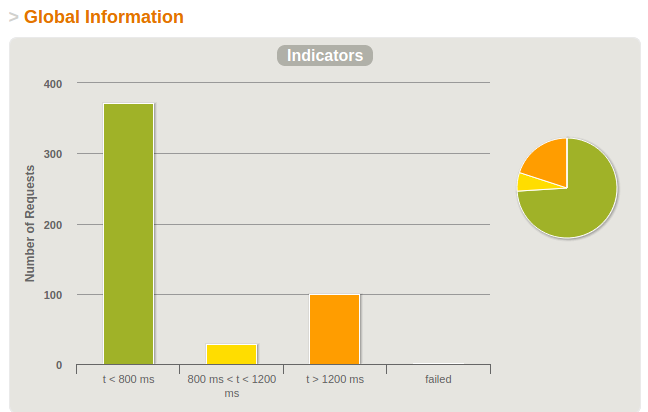 > Global Information
Indicators
400
300
200
100
0
Number of Requests
t < 800 ms
800 ms < t < 1200
ms
t > 1200 ms
failed